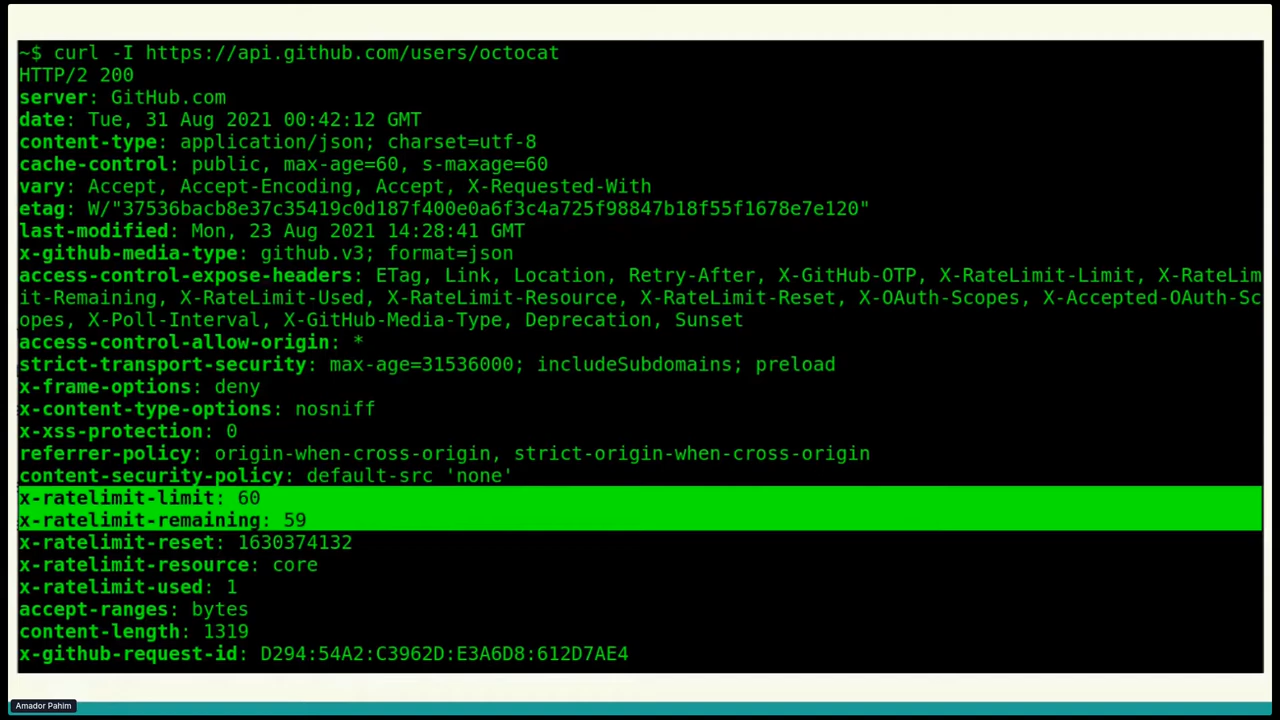 ~$ curl -I https://api.github.com/users/octocat
HTTP/2 200
server: GitHub.com
date: Tue, 31 Aug 2021 00:42:12 GMT
content-type: application/json; charset=utf-8
cache-control: public, max-age=60, s-maxage=60
vary: Accept, Accept-Encoding, Accept, X-Requested-With
etag: W/"37536bacb8e37c35419c0d187f400e0a6f3c4a725f98847b18f55f1678e7e120"
last-modified: Mon, 23 Aug 2021 14:28:41 GMT
x-github-media-type: github.v3; format=json
access-control-expose-headers: ETag, Link, Location, Retry-After, X-GitHub-OTP, X-RateLimit-Limit, X-RateLim
it-Remaining, X-RateLimit-Used, X-RateLimit-Resource, X-RateLimit-Reset, X-OAuth-Scopes, X-Accepted-OAuth-Sc
opes, X-Poll-Interval, X-GitHub-Media-Type, Deprecation, Sunset
access-control-allow-origin: *
strict-transport-security: max-age=31536000; includeSubdomains; preload
x-frame-options: deny
x-content-type-options: nosniff
x-xss-protection: 0
referrer-policy: origin-when-cross-origin, strict-origin-when-cross-origin
content-security-policy: default-src 'none'
x-ratelimit-limit: 60
x-ratelimit-remaining: 59
x-ratelimit-reset: 1630374132
x-ratelimit-resource: core
x-ratelimit-used: 1
accept-ranges: bytes
content-length: 1319
x-github-request-id: D294:54A2:C3962D:E3A6D8:612D7AE4
Amador Pahim